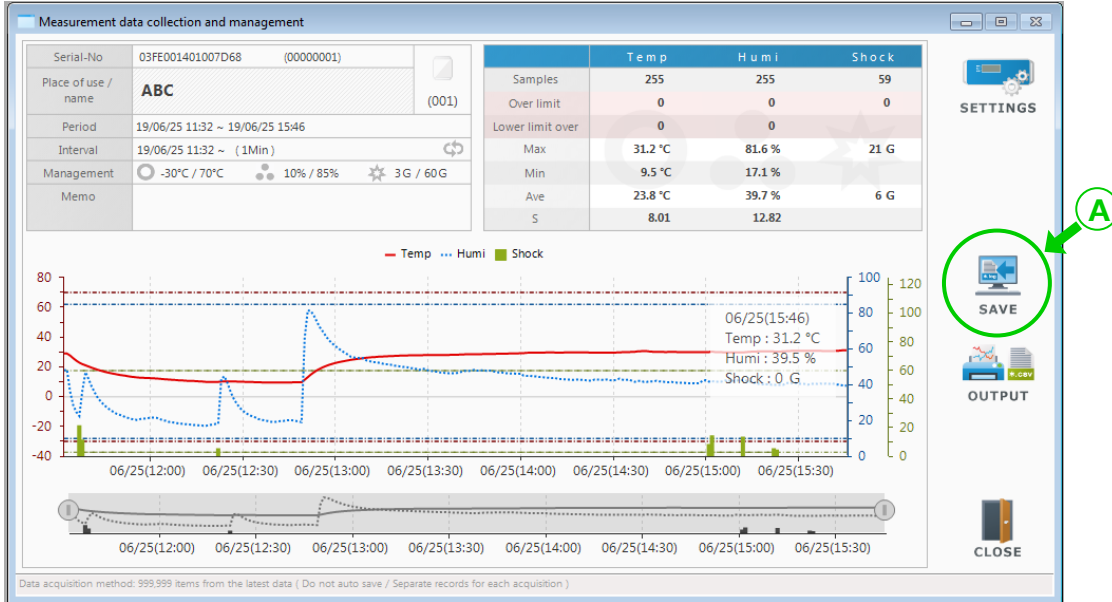 Measurement data collection and management
Serial-No 03FE001401007D68 (00000001)
Place of use / name ABC (001)
Period 19/06/25 11:32 ~ 19/06/25 15:46
Interval 19/06/25 11:32 ~ (1Min)
Management -30°C / 70°C 10% / 85% 3G / 60G
Memo
Temp Humi Shock
Samples 255 255 59
Over limit 0 0 0
Lower limit over 0 0
Max 31.2 °C 81.6 % 21 G
Min 9.5 °C 17.1 %
Ave 23.8 °C 39.7 % 6 G
S 8.01 12.82
SETTINGS
A
SAVE
*.csv
OUTPUT
CLOSE
Temp Humi Shock
80
60
40
20
0
-20
-40
100
80
60
40
20
0
120
100
80
60
40
20
0
06/25(15:46)
Temp : 31.2 °C
Humi : 39.5 %
Shock : 0 G
06/25(12:00) 06/25(12:30) 06/25(13:00) 06/25(13:30) 06/25(14:00) 06/25(14:30) 06/25(15:00) 06/25(15:30)
06/25(12:00) 06/25(12:30) 06/25(13:00) 06/25(13:30) 06/25(14:00) 06/25(14:30) 06/25(15:00) 06/25(15:30)
Data acquisition method: 999,999 items from the latest data ( Do not auto save / Separate records for each acquisition )